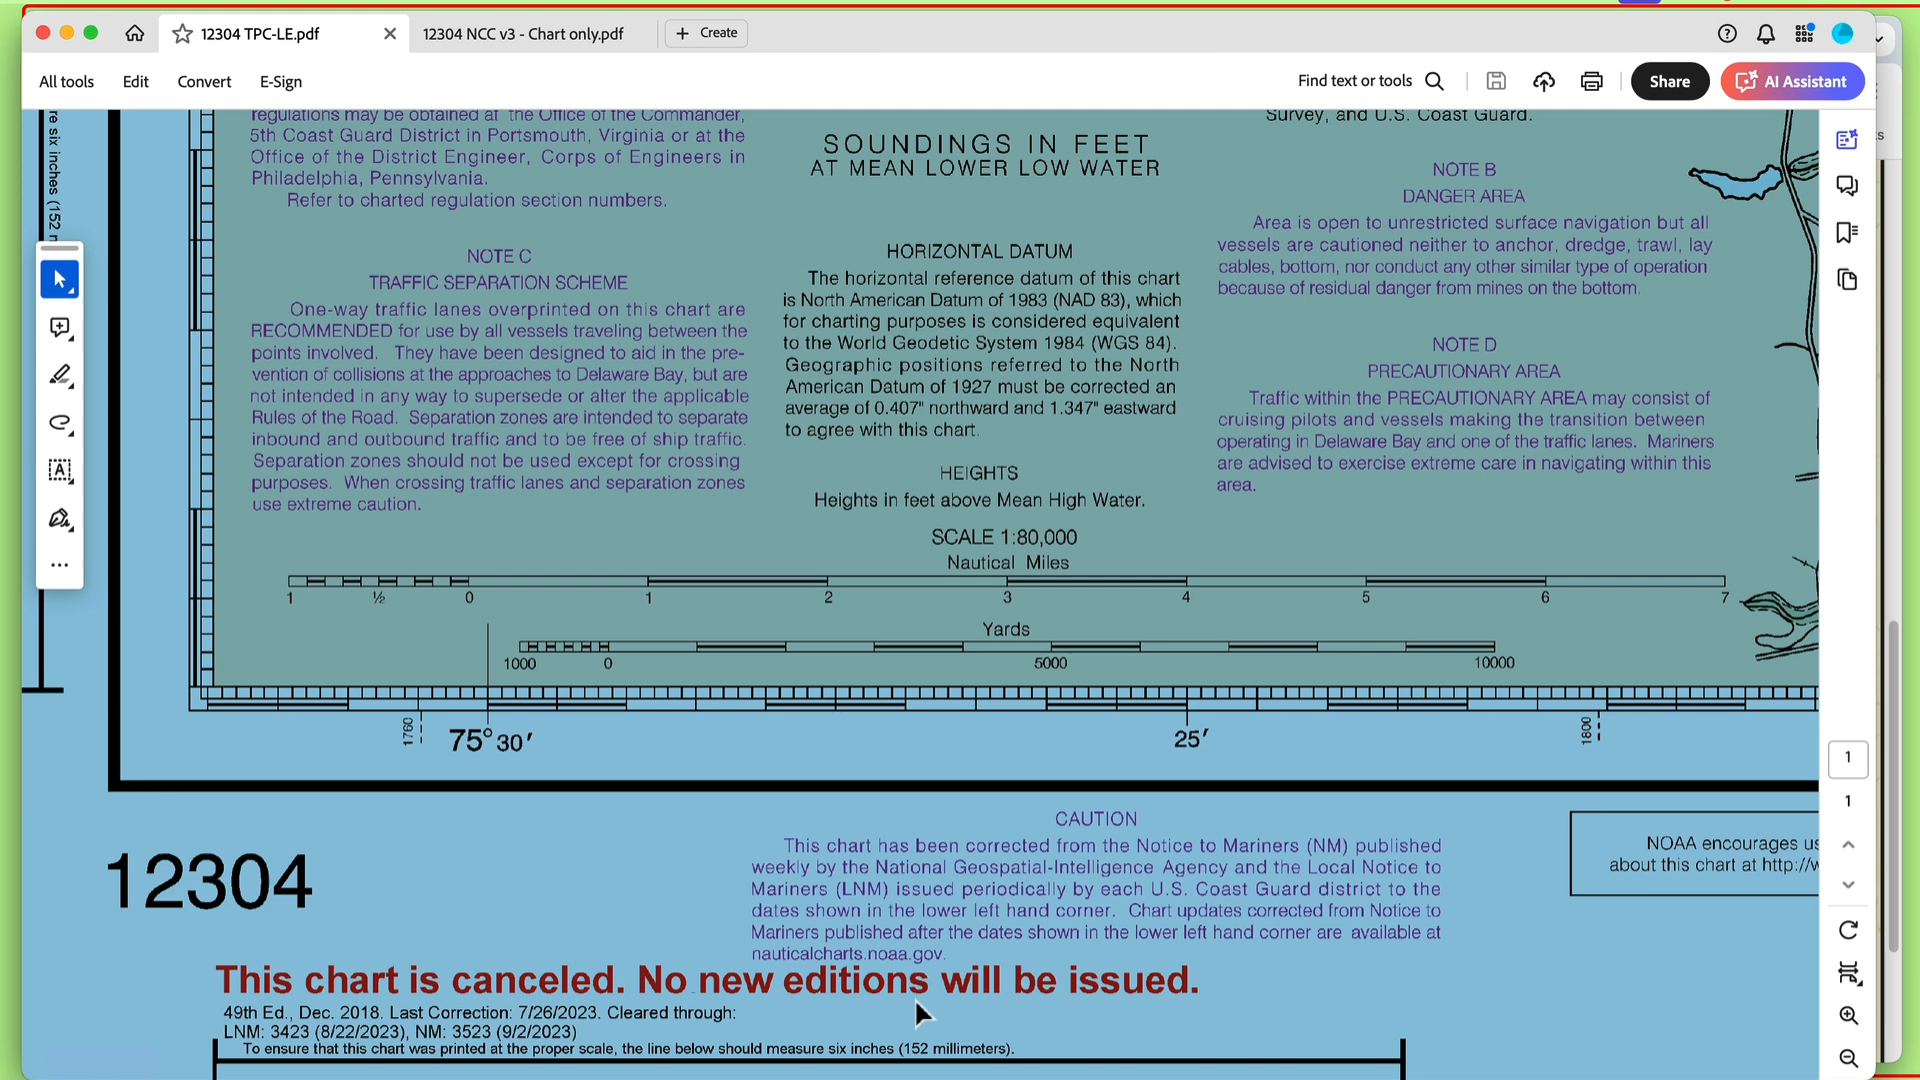 12304 TPC-LE.pdf
12304 NCC v3 - Chart only.pdf
+ Create
All tools
Edit
Convert
E-Sign
Find text or tools
Share
AI Assistant
re six inches (152 m
regulations may be obtained at the Office of the Commander,
5th Coast Guard District in Portsmouth, Virginia or at the
Office of the District Engineer, Corps of Engineers in
Philadelphia, Pennsylvania.
Refer to charted regulation section numbers.
NOTE C
TRAFFIC SEPARATION SCHEME
One-way traffic lanes overprinted on this chart are
RECOMMENDED for use by all vessels traveling between the
points involved. They have been designed to aid in the pre-
vention of collisions at the approaches to Delaware Bay, but are
not intended in any way to supersede or alter the applicable
Rules of the Road. Separation zones are intended to separate
inbound and outbound traffic and to be free of ship traffic.
Separation zones should not be used except for crossing
purposes. When crossing traffic lanes and separation zones
use extreme caution.
SOUNDINGS IN FEET
AT MEAN LOWER LOW WATER
HORIZONTAL DATUM
The horizontal reference datum of this chart
is North American Datum of 1983 (NAD 83), which
for charting purposes is considered equivalent
to the World Geodetic System 1984 (WGS 84).
Geographic positions referred to the North
American Datum of 1927 must be corrected an
average of 0.407" northward and 1.347" eastward
to agree with this chart.
HEIGHTS
Heights in feet above Mean High Water.
Survey, and U.S. Coast Guard.
NOTE B
DANGER AREA
Area is open to unrestricted surface navigation but all
vessels are cautioned neither to anchor, dredge, trawl, lay
cables, bottom, nor conduct any other similar type of operation
because of residual danger from mines on the bottom.
NOTE D
PRECAUTIONARY AREA
Traffic within the PRECAUTIONARY AREA may consist of
cruising pilots and vessels making the transition between
operating in Delaware Bay and one of the traffic lanes. Mariners
are advised to exercise extreme care in navigating within this
area.
SCALE 1:80,000
Nautical Miles
1 ½ 0 1 2 3 4 5 6 7
Yards
1000 0 5000 10000
1760
75° 30′
25′
1800
1
1
12304
CAUTION
This chart has been corrected from the Notice to Mariners (NM) published
weekly by the National Geospatial-Intelligence Agency and the Local Notice to
Mariners (LNM) issued periodically by each U.S. Coast Guard district to the
dates shown in the lower left hand corner. Chart updates corrected from Notice to
Mariners published after the dates shown in the lower left hand corner are available at
nauticalcharts.noaa.gov.
NOAA encourages us
about this chart at http://w
This chart is canceled. No new editions will be issued.
49th Ed., Dec. 2018. Last Correction: 7/26/2023. Cleared through:
LNM: 3423 (8/22/2023), NM: 3523 (9/2/2023)
To ensure that this chart was printed at the proper scale, the line below should measure six inches (152 millimeters).